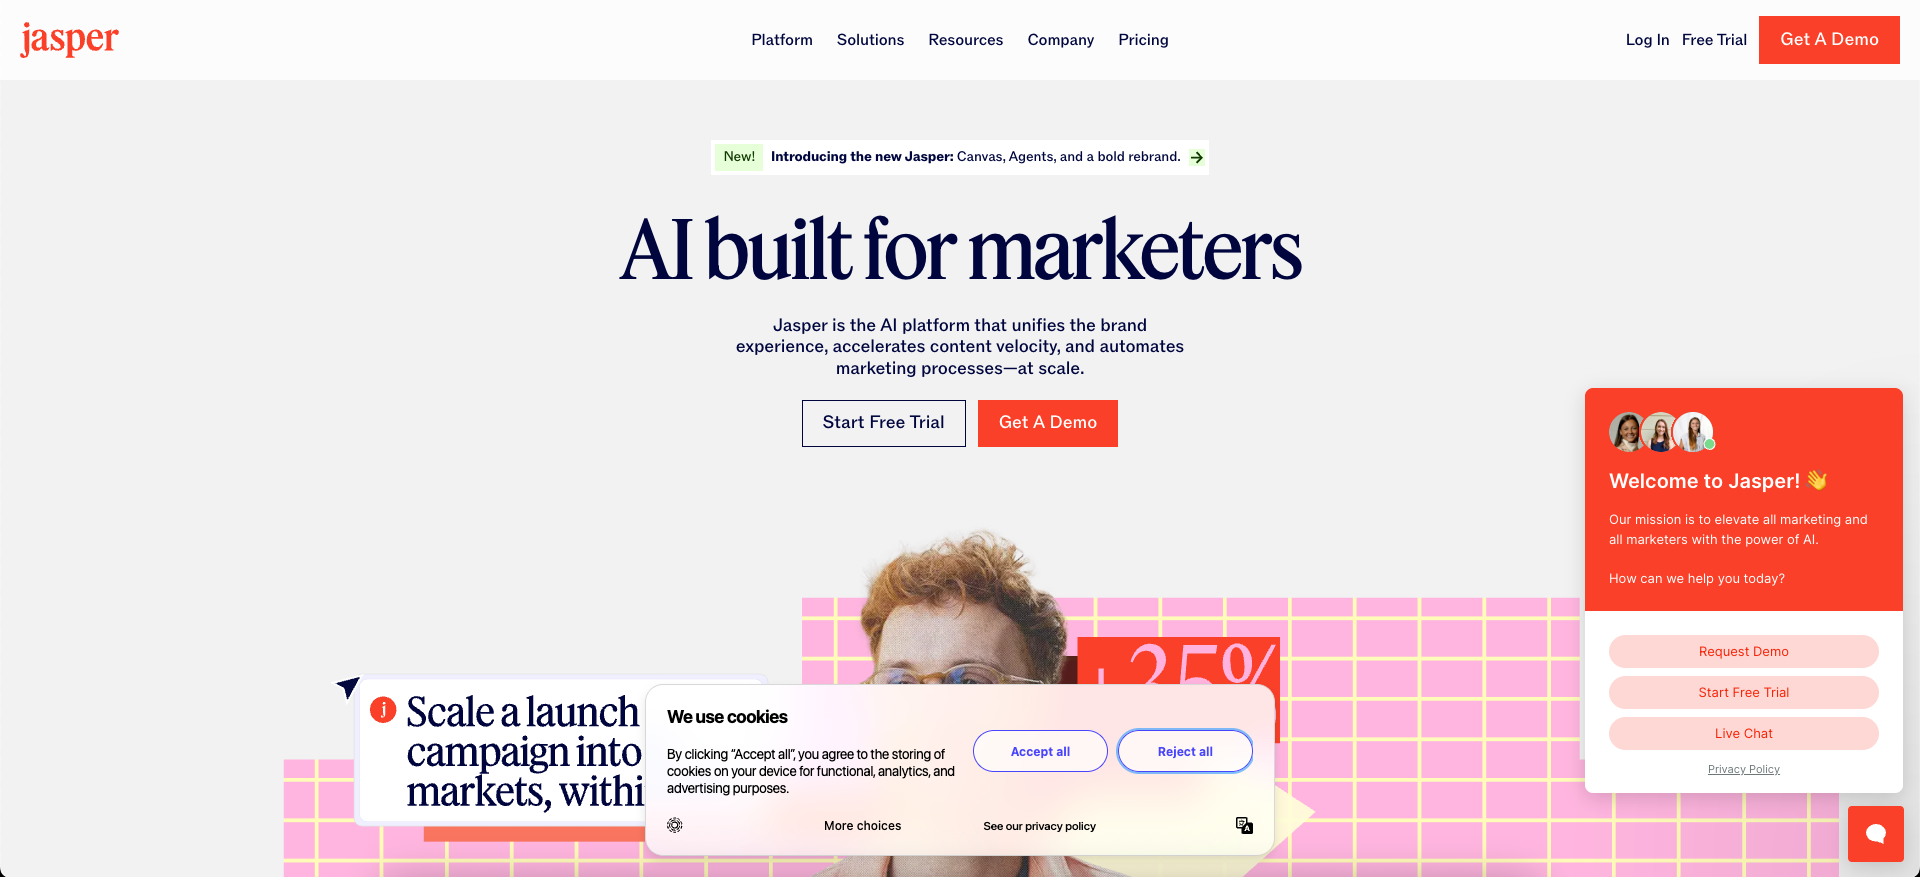 jasper
Platform
Solutions
Resources
Company
Pricing
Log In
Free Trial
Get A Demo
New! Introducing the new Jasper: Canvas, Agents, and a bold rebrand.
AI built for marketers
Jasper is the AI platform that unifies the brand
experience, accelerates content velocity, and automates
marketing processes—at scale.
Start Free Trial
Get A Demo
+25%
j
Scale a launch
campaign into
markets,
We use cookies
By clicking “Accept all”, you agree to the storing of
cookies on your device for functional, analytics, and
advertising purposes.
Accept all
Reject all
More choices
See our privacy policy
Welcome to Jasper! 👋
Our mission is to elevate all marketing and
all marketers with the power of AI.
How can we help you today?
Request Demo
Start Free Trial
Live Chat
Privacy Policy